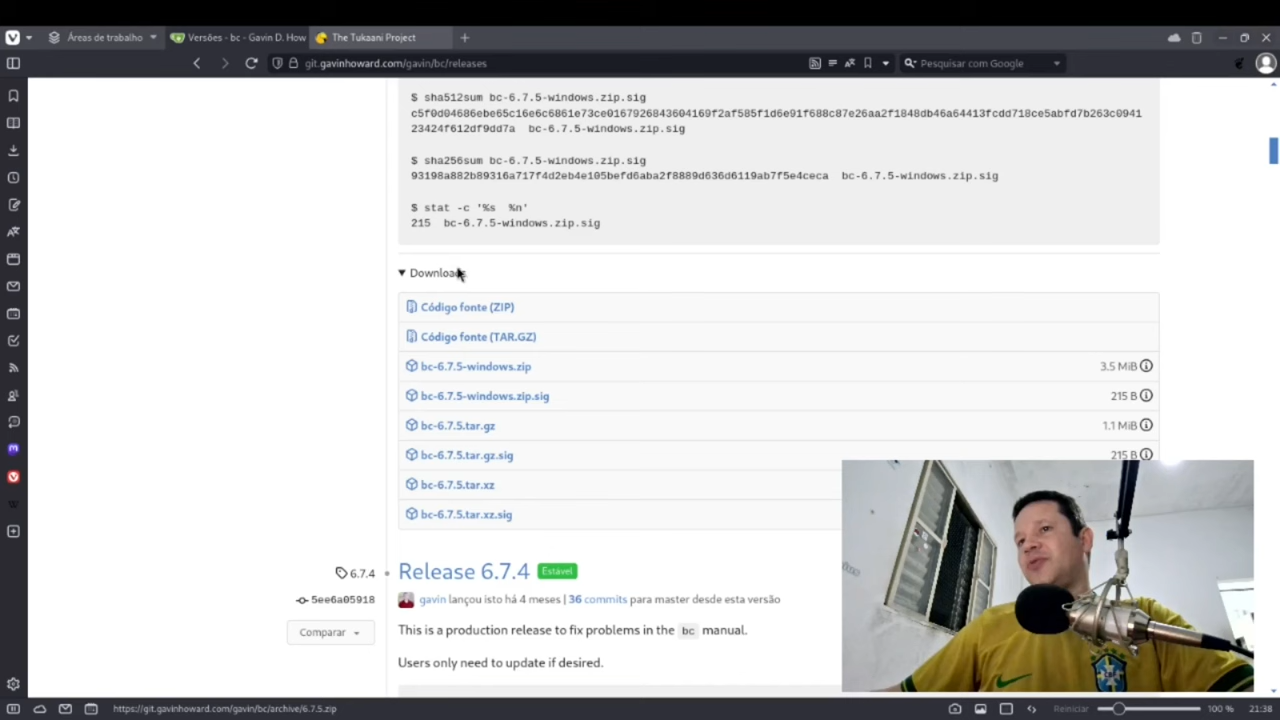 Áreas de trabalho
Versões - bc - Gavin D. How
The Tukaani Project
git.gavinhoward.com/gavin/bc/releases
Pesquisar com Google
$ sha512sum bc-6.7.5-windows.zip.sig
c5f0d04686ebe65c16e6c6861e73ce0167926843604169f2af585f1d6e91f688c87e26aa2f1848db46a64413fcdd718ce5abfd7b263c0941
23424f612df9dd7a  bc-6.7.5-windows.zip.sig
$ sha256sum bc-6.7.5-windows.zip.sig
93198a882b89316a717f4d2eb4e105befd6aba2f8889d636d6119ab7f5e4ceca  bc-6.7.5-windows.zip.sig
$ stat -c '%s  %n'
215  bc-6.7.5-windows.zip.sig
Downloads
Código fonte (ZIP)
Código fonte (TAR.GZ)
bc-6.7.5-windows.zip 3.5 MiB
bc-6.7.5-windows.zip.sig 215 B
bc-6.7.5.tar.gz 1.1 MiB
bc-6.7.5.tar.gz.sig 215 B
bc-6.7.5.tar.xz
bc-6.7.5.tar.xz.sig
6.7.4 Release 6.7.4 Estável
5ee6a05918 gavin lançou isto há 4 meses | 36 commits para master desde esta versão
Comparar This is a production release to fix problems in the bc manual.
Users only need to update if desired.
https://git.gavinhoward.com/gavin/bc/archive/6.7.5.zip
Reiniciar 100 % 21:38